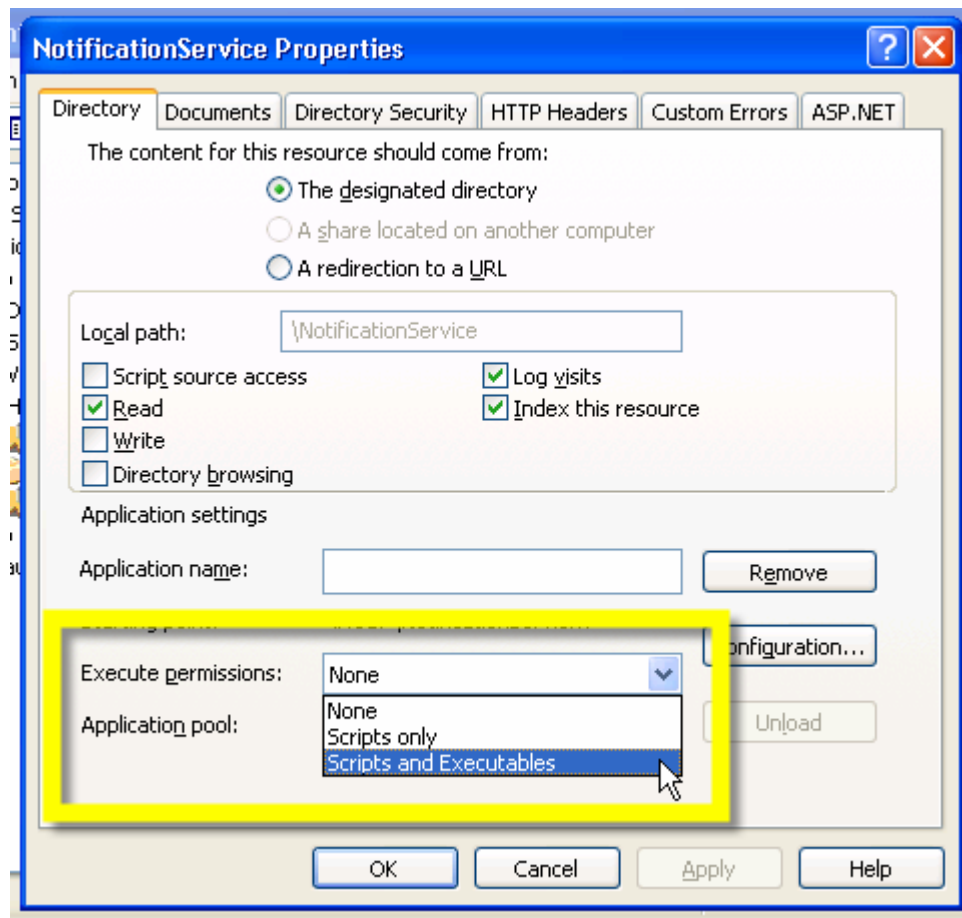 NotificationService Properties
Directory Documents Directory Security HTTP Headers Custom Errors ASP.NET
The content for this resource should come from:
The designated directory
A share located on another computer
A redirection to a URL
Local path: \NotificationService
Script source access Log visits
Read Index this resource
Write
Directory browsing
Application settings
Application name: Remove
Execute permissions: None
Configuration...
None
Application pool: Unload
Scripts only
Scripts and Executables
OK Cancel Apply Help